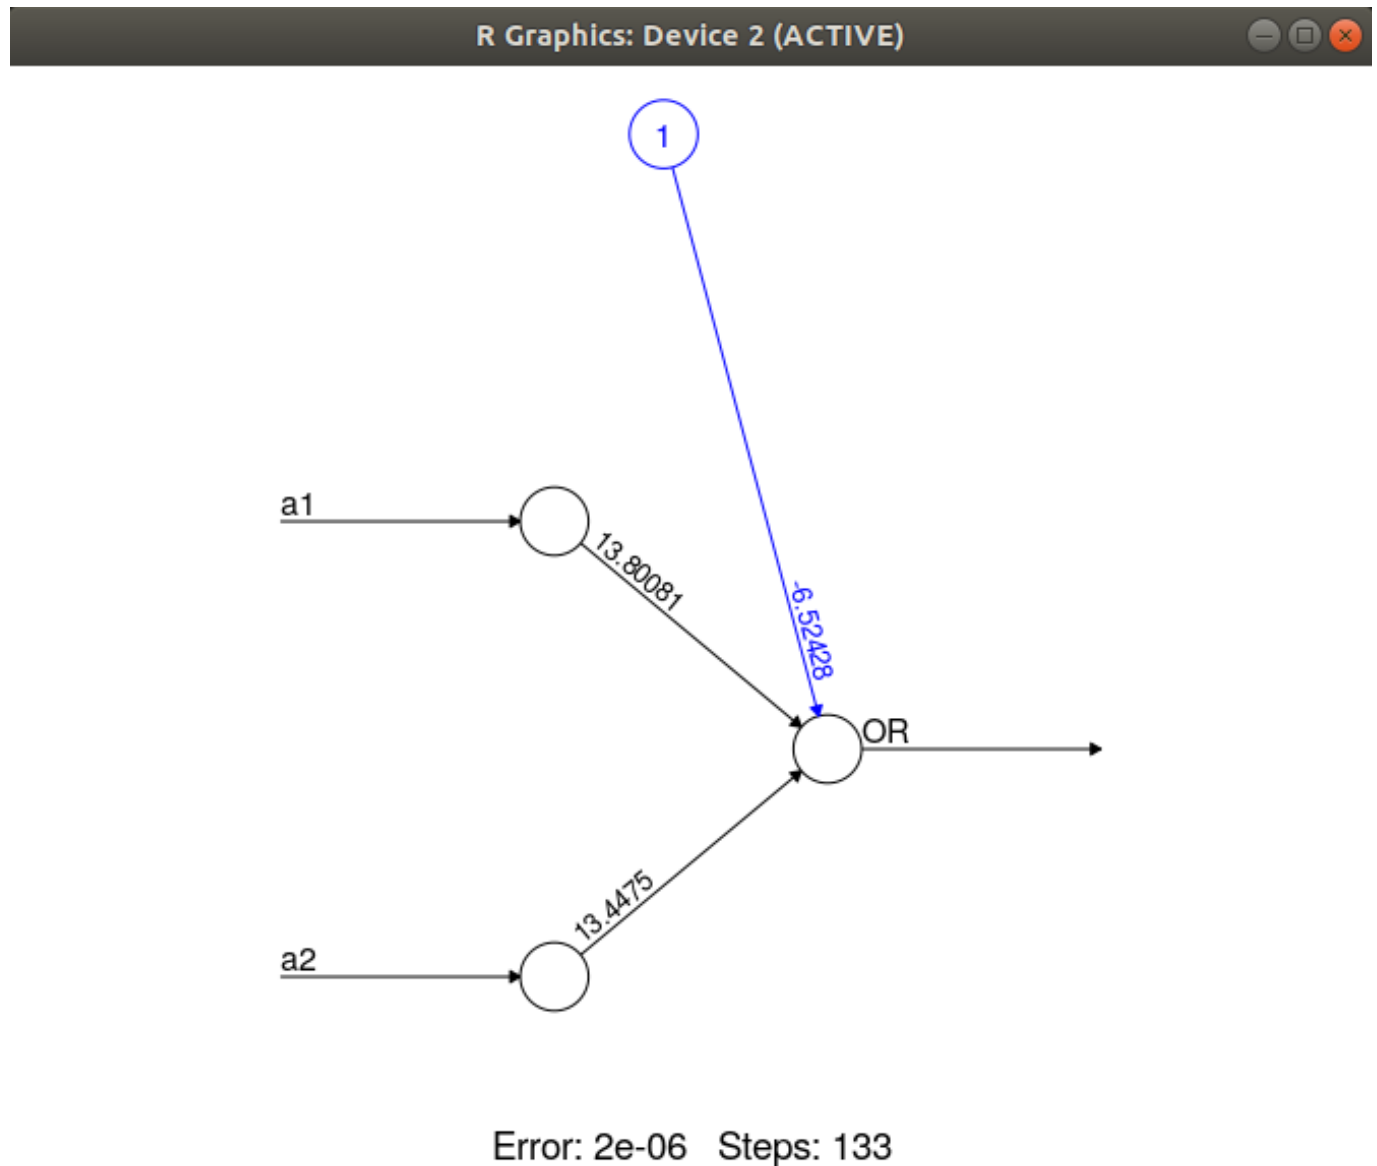 R Graphics: Device 2 (ACTIVE)
1
a1
13.80081
-6.52428
OR
13.4475
a2
Error: 2e-06 Steps: 133